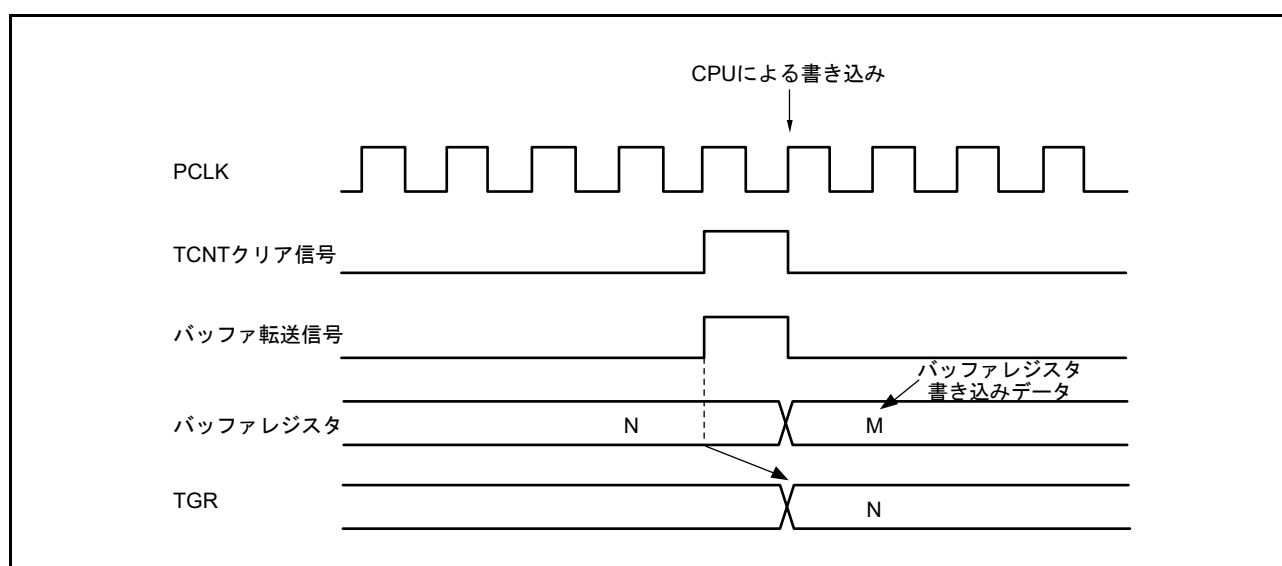 CPUによる書き込み
PCLK
TCNTクリア信号
バッファ転送信号
バッファレジスタ
書き込みデータ
バッファレジスタ
N
M
TGR
N